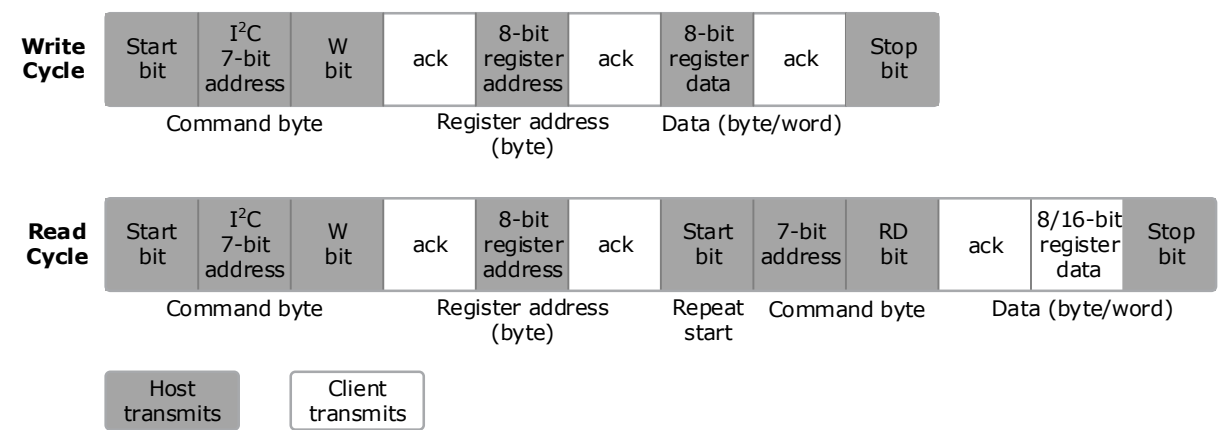 Write
Cycle
Start
bit
I²C
7-bit
address
W
bit
ack
8-bit
register
address
ack
8-bit
register
data
ack
Stop
bit
Command byte
Register address
(byte)
Data (byte/word)
Read
Cycle
Start
bit
I²C
7-bit
address
W
bit
ack
8-bit
register
address
ack
Start
bit
7-bit
address
RD
bit
ack
8/16-bit
register
data
Stop
bit
Command byte
Register address
(byte)
Repeat
start
Command byte
Data (byte/word)
Host
transmits
Client
transmits